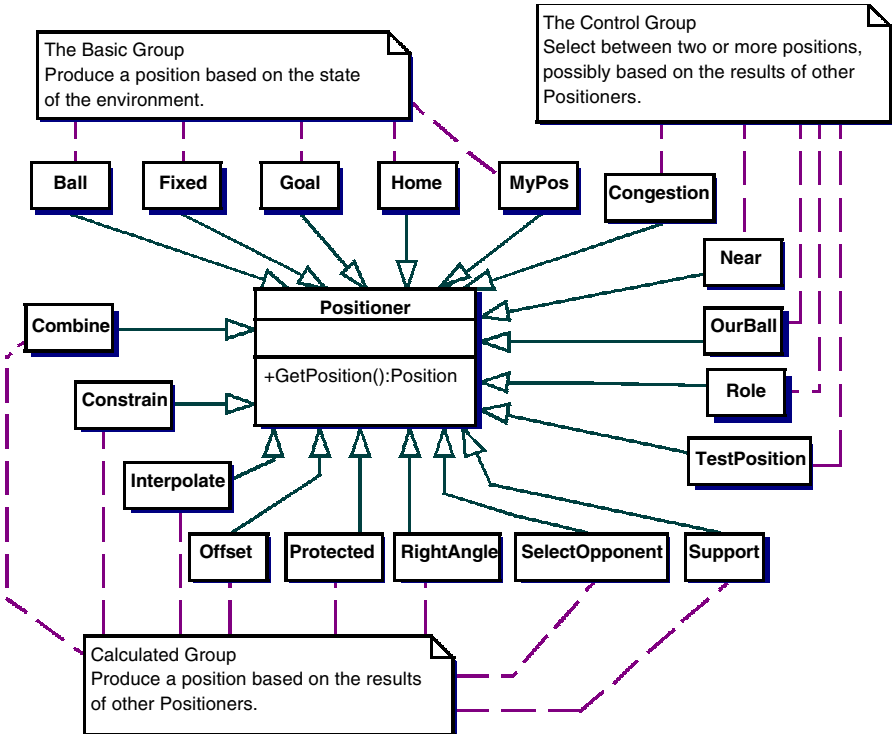 The Basic Group
Produce a position based on the state
of the environment.
The Control Group
Select between two or more positions,
possibly based on the results of other
Positioners.
Ball
Fixed
Goal
Home
MyPos
Congestion
Near
Positioner
+GetPosition():Position
Combine
OurBall
Constrain
Role
TestPosition
Interpolate
Offset
Protected
RightAngle
SelectOpponent
Support
Calculated Group
Produce a position based on the results
of other Positioners.